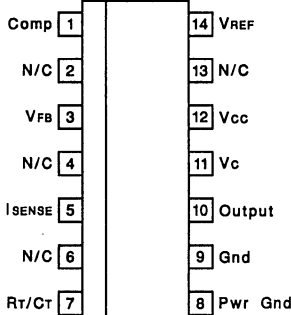 Comp 1 14 VREF
N/C 2 13 N/C
VFB 3 12 Vcc
N/C 4 11 Vc
ISENSE 5 10 Output
N/C 6 9 Gnd
RT/CT 7 8 Pwr Gnd